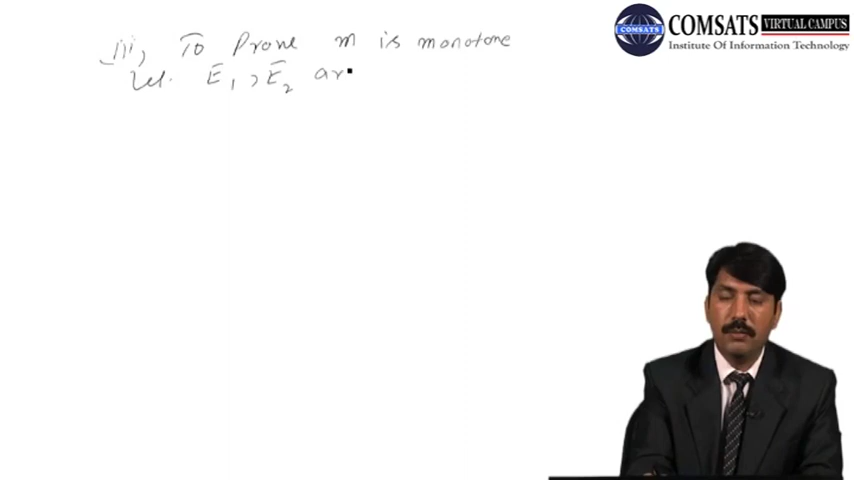 iii, To Prove m is monotone
Let. E1, E2 ar
COMSATS VIRTUAL CAMPUS
Institute Of Information Technology
COMSATS